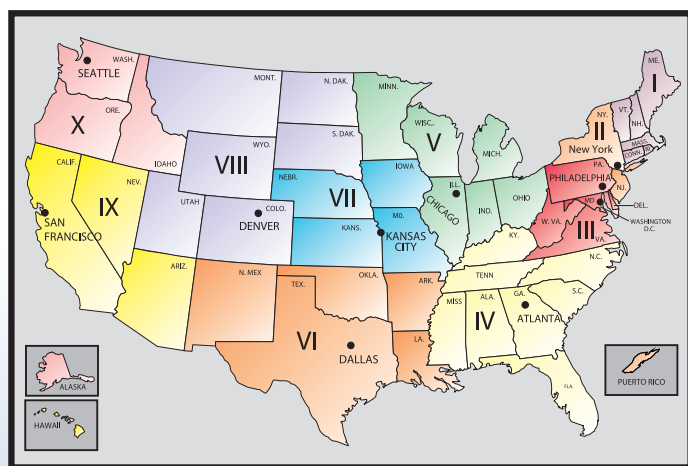 WASH.
SEATTLE
ORE.
X
IDAHO
MONT.
N. DAK.
S. DAK.
WYO.
VIII
UTAH
COLO.
DENVER
CALIF.
NEV.
IX
SAN
FRANCISCO
ARIZ.
NEBR.
VII
IOWA
KANS.
MO.
KANSAS
CITY
MINN.
WISC.
V
MICH.
ILL.
CHICAGO
IND.
OHIO
ME.
I
VT.
NH.
MASS.
CONN.
RI.
NY.
II
New York
N.J.
PA.
PHILADELPHIA
MD.
DEL.
WASHINGTON
D.C.
W. VA.
III
VA.
KY.
TENN
N.C.
S.C.
MISS
ALA.
GA.
IV
ATLANTA
FLA.
N. MEX
TEX.
OKLA.
ARK.
LA.
VI
DALLAS
ALASKA
HAWAII
PUERTO RICO